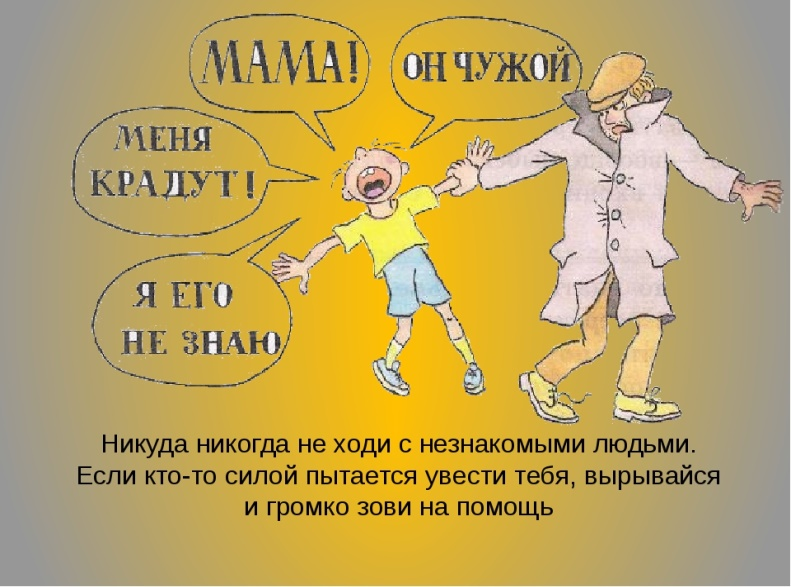 МАМА!
ОН ЧУЖОЙ
МЕНЯ
КРАДУТ!
Я ЕГО
НЕ ЗНАЮ
Никуда никогда не ходи с незнакомыми людьми.
Если кто-то силой пытается увести тебя, вырывайся
и громко зови на помощь